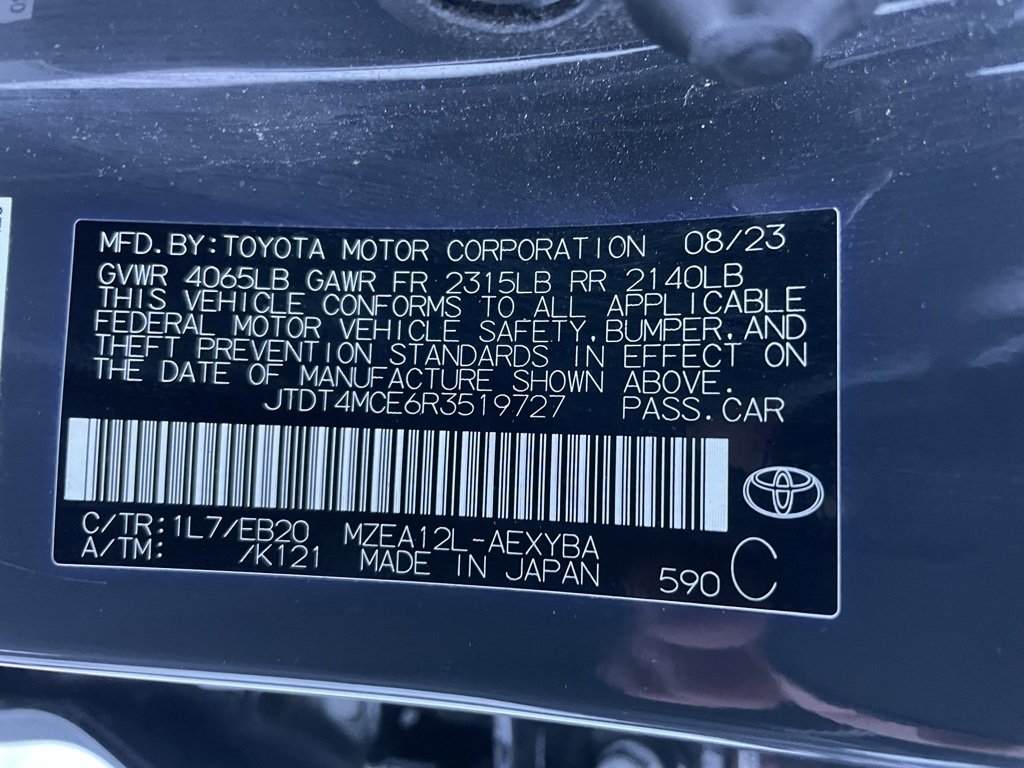 MFD. BY: TOYOTA MOTOR CORPORATION 08/23
GVWR 4065LB GAWR FR 2315LB RR 2140LB
THIS VEHICLE CONFORMS TO ALL APPLICABLE
FEDERAL MOTOR VEHICLE SAFETY, BUMPER, AND
THEFT PREVENTION STANDARDS IN EFFECT ON
THE DATE OF MANUFACTURE SHOWN ABOVE.
JTDT4MCE6R3519727 PASS. CAR
C/TR: 1L7/EB20 MZEA12L-AEXYBA
A/TM: /K121 MADE IN JAPAN 590 C